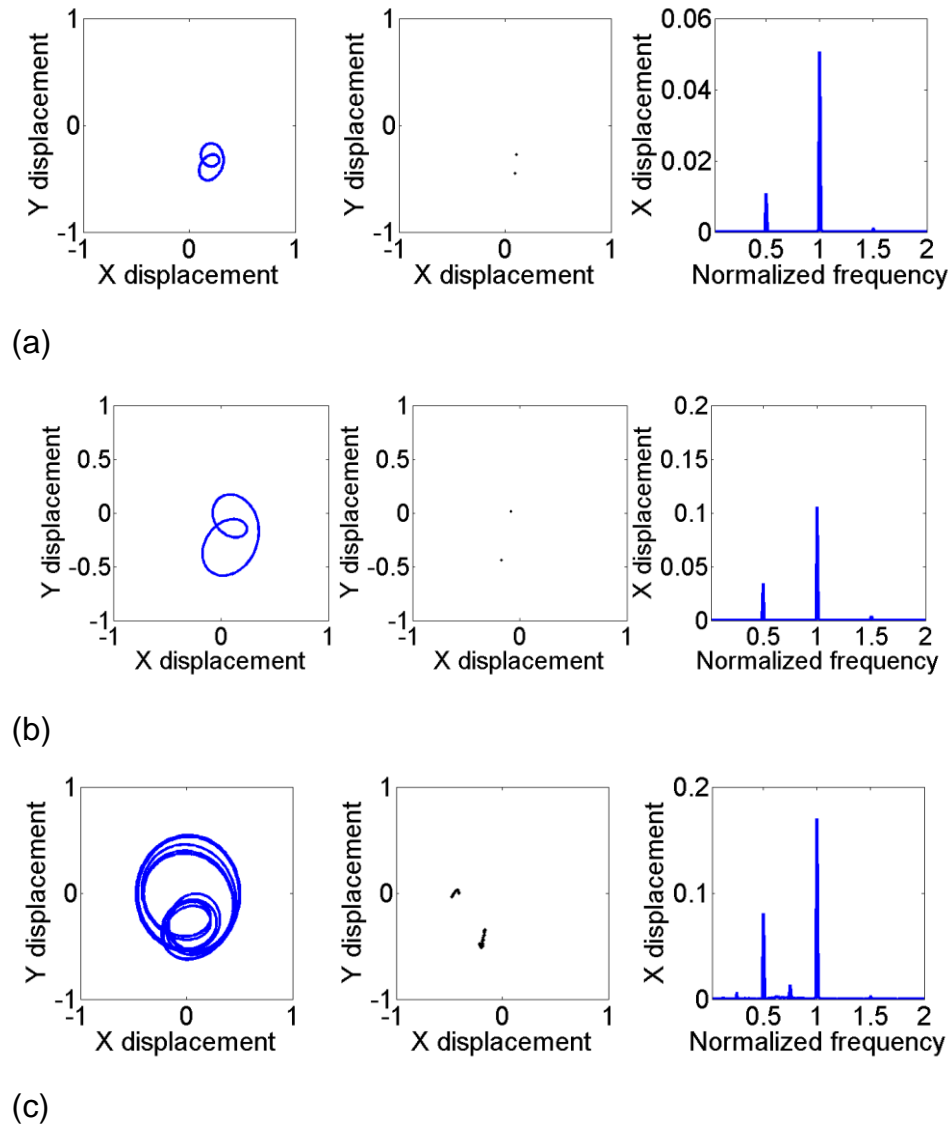 1
0
-1
-1 0 1
Y displacement
X displacement
1
0
-1
-1 0 1
Y displacement
X displacement
0.06
0.04
0.02
0
0.5 1 1.5 2
X displacement
Normalized frequency
(a)
1
0.5
0
-0.5
-1
-1 0 1
Y displacement
X displacement
1
0.5
0
-0.5
-1
-1 0 1
Y displacement
X displacement
0.2
0.15
0.1
0.05
0
0.5 1 1.5 2
X displacement
Normalized frequency
(b)
1
0
-1
-1 0 1
Y displacement
X displacement
1
0
-1
-1 0 1
Y displacement
X displacement
0.2
0.1
0
0.5 1 1.5 2
X displacement
Normalized frequency
(c)